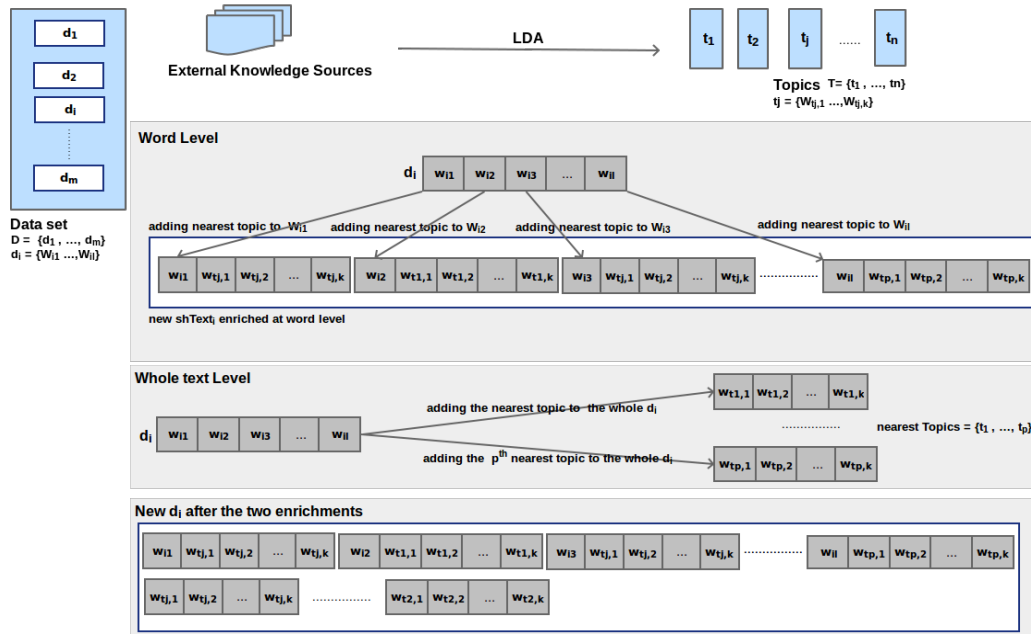 d1
d2
di
dm
Data set
D = {d1 , ..., dm}
di = {Wi1 ...,Wil}
External Knowledge Sources
LDA
t1 t2 tj ...... tn
Topics T= {t1 , ..., tn}
tj = {Wtj,1 ...,Wtj,k}
Word Level
di wi1 wi2 wi3 ... wil
adding nearest topic to Wi1 adding nearest topic to Wi2 adding nearest topic to Wi3 adding nearest topic to Wil
wi1 wtj,1 wtj,2 ... wtj,k wi2 wt1,1 wt1,2 ... wt1,k wi3 wtj,1 wtj,2 ... wtj,k ............... wil wtp,1 wtp,2 ... wtp,k
new shTexti enriched at word level
Whole text Level
adding the nearest topic to the whole di
wt1,1 wt1,2 ... wt1,k
di wi1 wi2 wi3 ... wil
............... nearest Topics = {t1 , ..., tp}
adding the pth nearest topic to the whole di
wtp,1 wtp,2 ... wtp,k
New di after the two enrichments
wi1 wtj,1 wtj,2 ... wtj,k wi2 wt1,1 wt1,2 ... wt1,k wi3 wtj,1 wtj,2 ... wtj,k ............... wil wtp,1 wtp,2 ... wtp,k
wtj,1 wtj,2 ... wtj,k ............... wt2,1 wt2,2 ... wt2,k